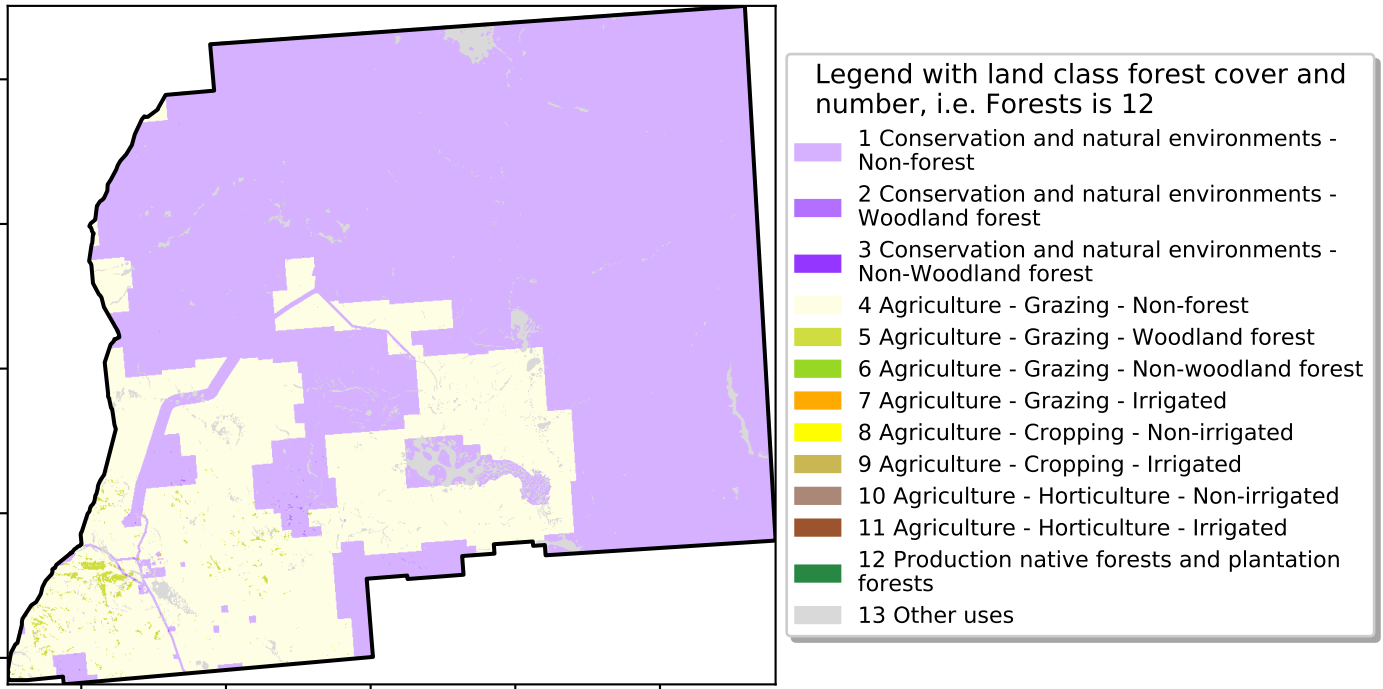 Legend with land class forest cover and
number, i.e. Forests is 12
1 Conservation and natural environments -
Non-forest
2 Conservation and natural environments -
Woodland forest
3 Conservation and natural environments -
Non-Woodland forest
4 Agriculture - Grazing - Non-forest
5 Agriculture - Grazing - Woodland forest
6 Agriculture - Grazing - Non-woodland forest
7 Agriculture - Grazing - Irrigated
8 Agriculture - Cropping - Non-irrigated
9 Agriculture - Cropping - Irrigated
10 Agriculture - Horticulture - Non-irrigated
11 Agriculture - Horticulture - Irrigated
12 Production native forests and plantation
forests
13 Other uses